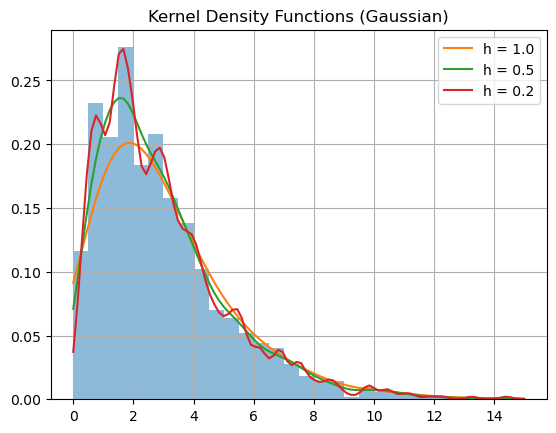 Kernel Density Functions (Gaussian)
h = 1.0
h = 0.5
h = 0.2
0.25
0.20
0.15
0.10
0.05
0.00
0 2 4 6 8 10 12 14